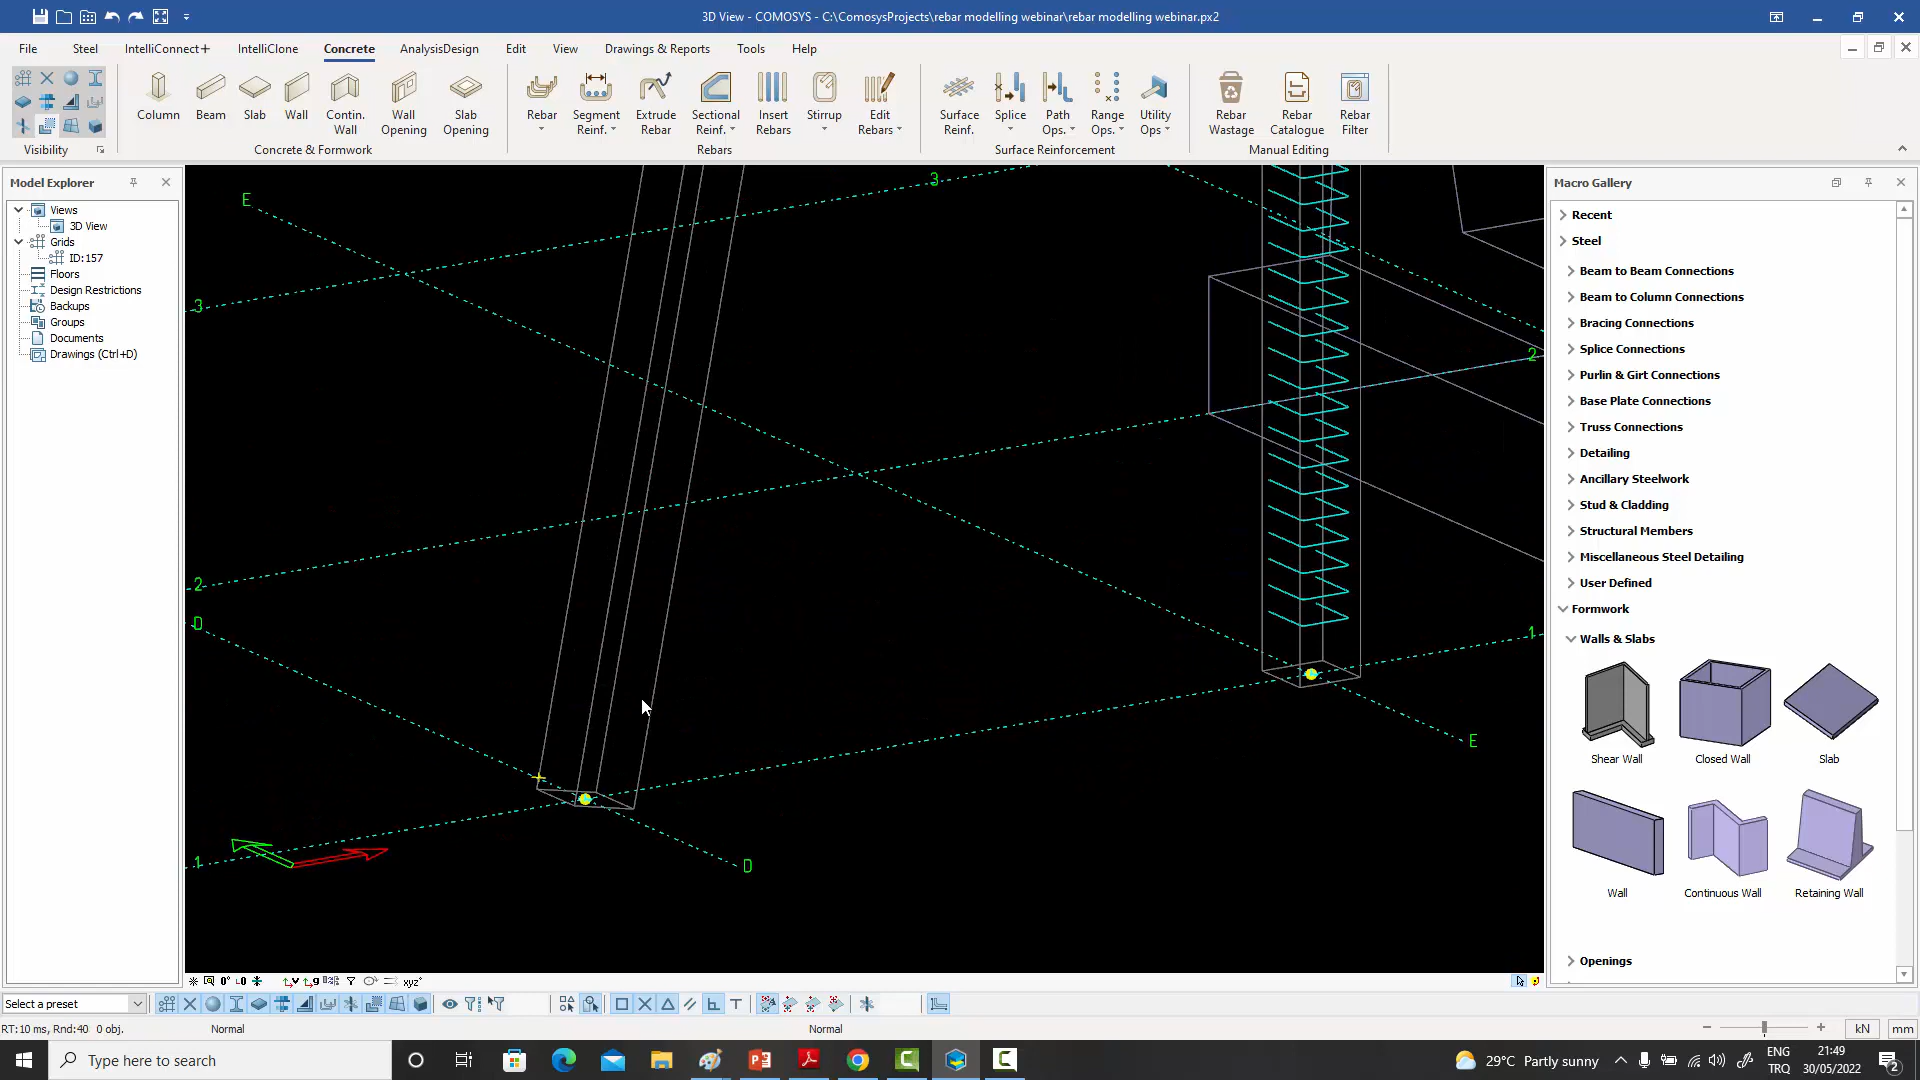 3D View - COMOSYS - C:\ComosysProjects\rebar modelling webinar\rebar modelling webinar.px2
File Steel IntelliConnect+ IntelliClone Concrete AnalysisDesign Edit View Drawings & Reports Tools Help
Visibility
Column Beam Slab Wall Contin. Wall Wall Opening Slab Opening
Concrete & Formwork
Rebar Segment Reinf. Extrude Rebar Sectional Reinf. Insert Rebars Stirrup Edit Rebars
Rebars
Surface Reinf. Splice Path Ops. Range Ops. Utility Ops
Surface Reinforcement
Rebar Wastage Rebar Catalogue Rebar Filter
Manual Editing
Model Explorer
Views
3D View
Grids
ID:157
Floors
Design Restrictions
Backups
Groups
Documents
Drawings (Ctrl+D)
E
3
3
2
2
D
1
E
1
D
Macro Gallery
Recent
Steel
Beam to Beam Connections
Beam to Column Connections
Bracing Connections
Splice Connections
Purlin & Girt Connections
Base Plate Connections
Truss Connections
Detailing
Ancillary Steelwork
Stud & Cladding
Structural Members
Miscellaneous Steel Detailing
User Defined
Formwork
Walls & Slabs
Shear Wall Closed Wall Slab
Wall Continuous Wall Retaining Wall
Openings
xyz
Select a preset
RT:10 ms, Rnd:40 0 obj. Normal Normal kN mm
Type here to search
29°C Partly sunny
ENG
TRQ
21:49
30/05/2022
2